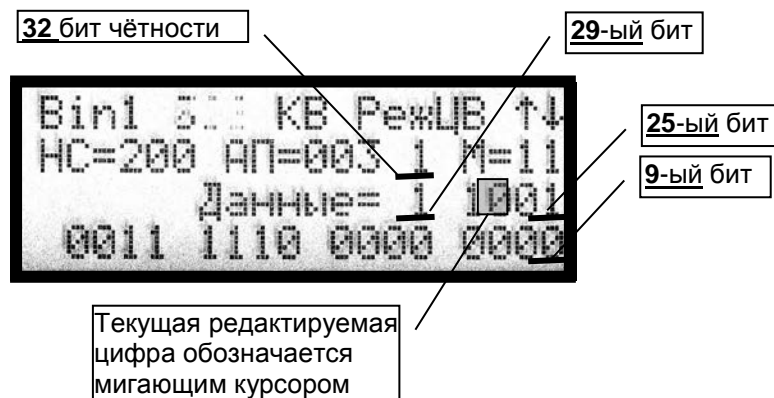 32 бит чётности
29-ый бит
Bin1 КВ РежЦВ ↑↓
НС=200 АП=003 1 М=11
25-ый бит
Данные= 1 1001
9-ый бит
0011 1110 0000 0000
Текущая редактируемая
цифра обозначается
мигающим курсором